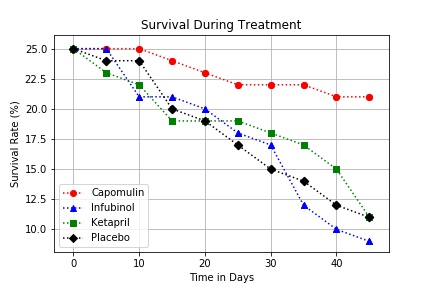 Survival During Treatment
25.0
22.5
20.0
17.5
15.0
12.5
10.0
Survival Rate (%)
Capomulin
Infubinol
Ketapril
Placebo
0 10 20 30 40
Time in Days